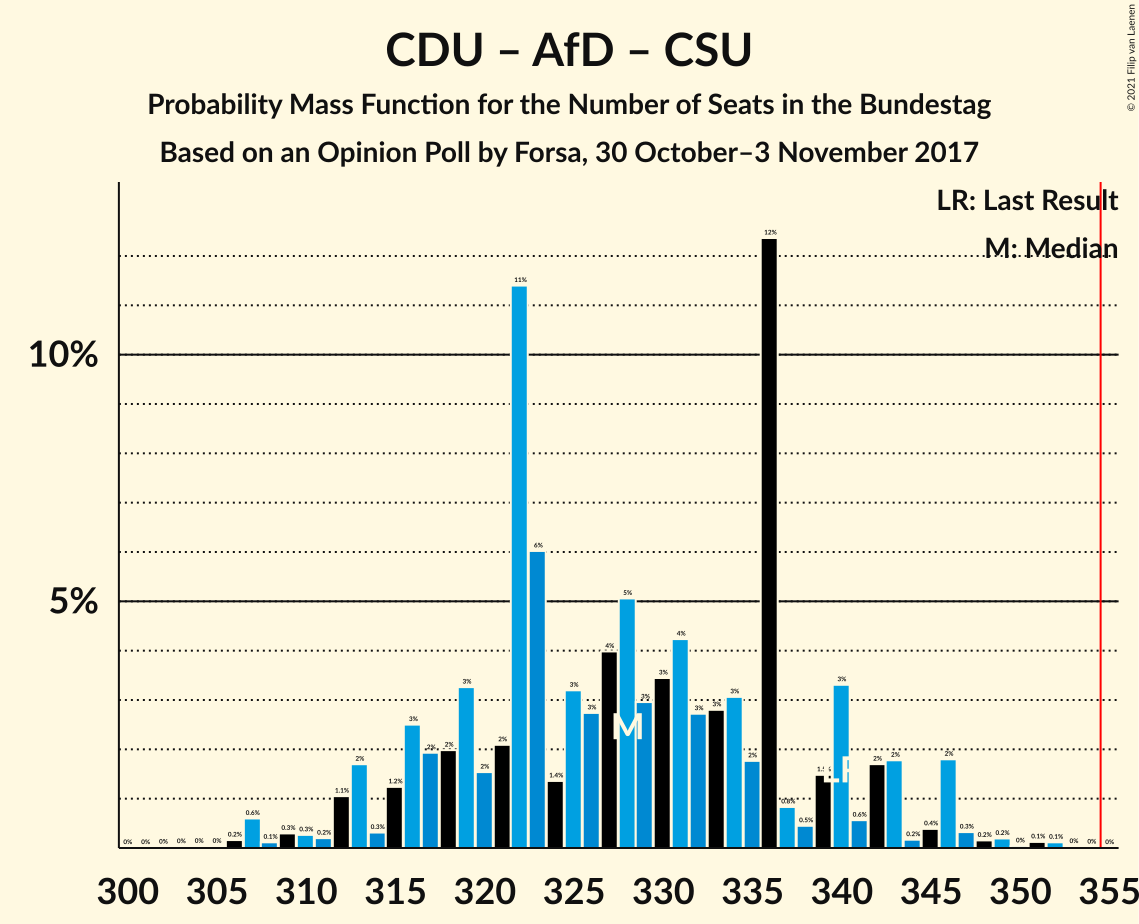 CDU – AfD – CSU
Probability Mass Function for the Number of Seats in the Bundestag
Based on an Opinion Poll by Forsa, 30 October–3 November 2017
© 2021 Filip van Laenen
LR: Last Result
M: Median
10%
5%
0% 0% 0% 0% 0% 0% 0.2% 0.6% 0.1% 0.3% 0.3% 0.2% 1.1% 2% 0.3% 1.2% 3% 2% 2% 3% 2% 2% 11% 6% 1.4% 3% 3% 4% 5% 3% 3% 4% 3% 3% 3% 2% 12% 0.8% 0.5% 3% 0.6% 2% 2% 0.2% 0.4% 2% 0.3% 0.2% 0.2% 0% 0.1% 0.1% 0% 0% 0%
M
LR
300 305 310 315 320 325 330 335 340 345 350 355